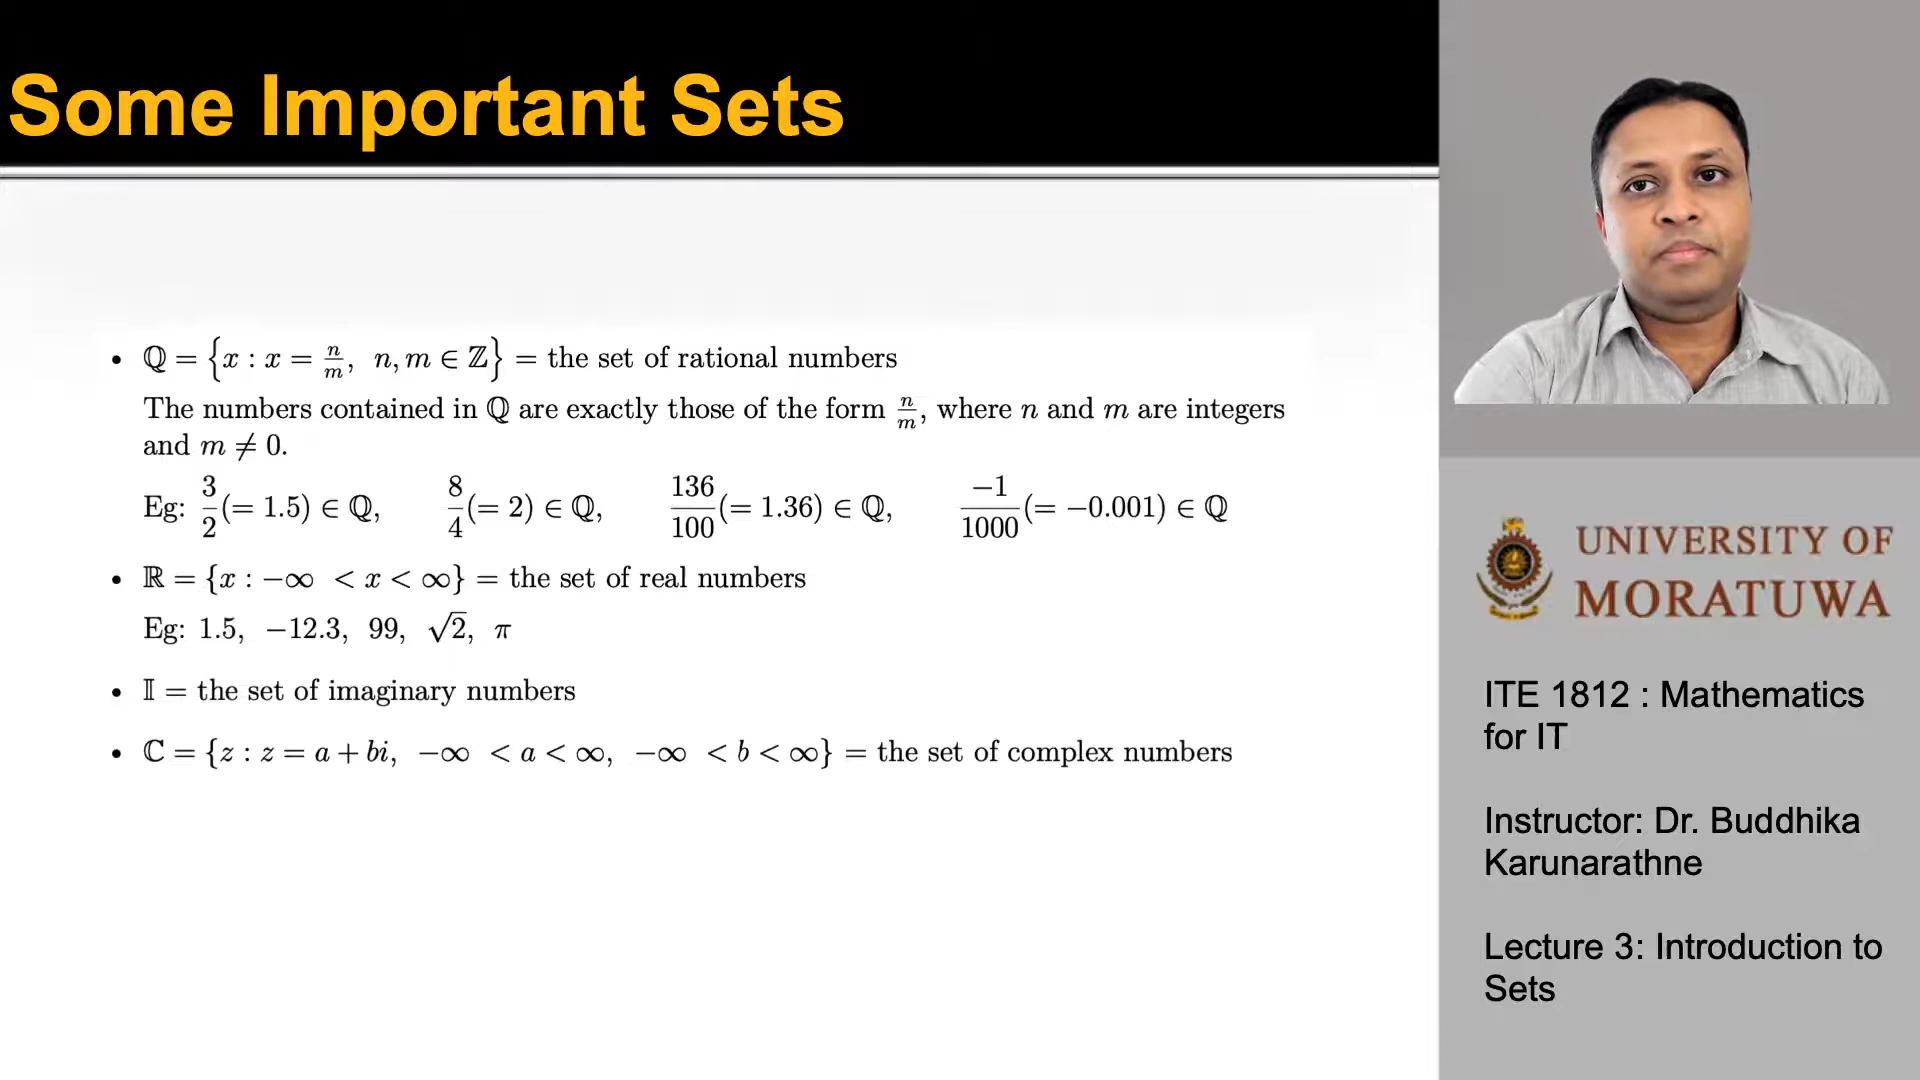 Some Important Sets
• ℚ = {x : x = n/m, n, m ∈ ℤ} = the set of rational numbers
The numbers contained in ℚ are exactly those of the form n/m, where n and m are integers
and m ≠ 0.
Eg: 3/2(= 1.5) ∈ ℚ, 8/4(= 2) ∈ ℚ, 136/100(= 1.36) ∈ ℚ, −1/1000(= −0.001) ∈ ℚ
• ℝ = {x : −∞ < x < ∞} = the set of real numbers
Eg: 1.5, −12.3, 99, √2, π
• 𝕀 = the set of imaginary numbers
• ℂ = {z : z = a + bi, −∞ < a < ∞, −∞ < b < ∞} = the set of complex numbers
UNIVERSITY OF
MORATUWA
ITE 1812 : Mathematics
for IT
Instructor: Dr. Buddhika
Karunarathne
Lecture 3: Introduction to
Sets